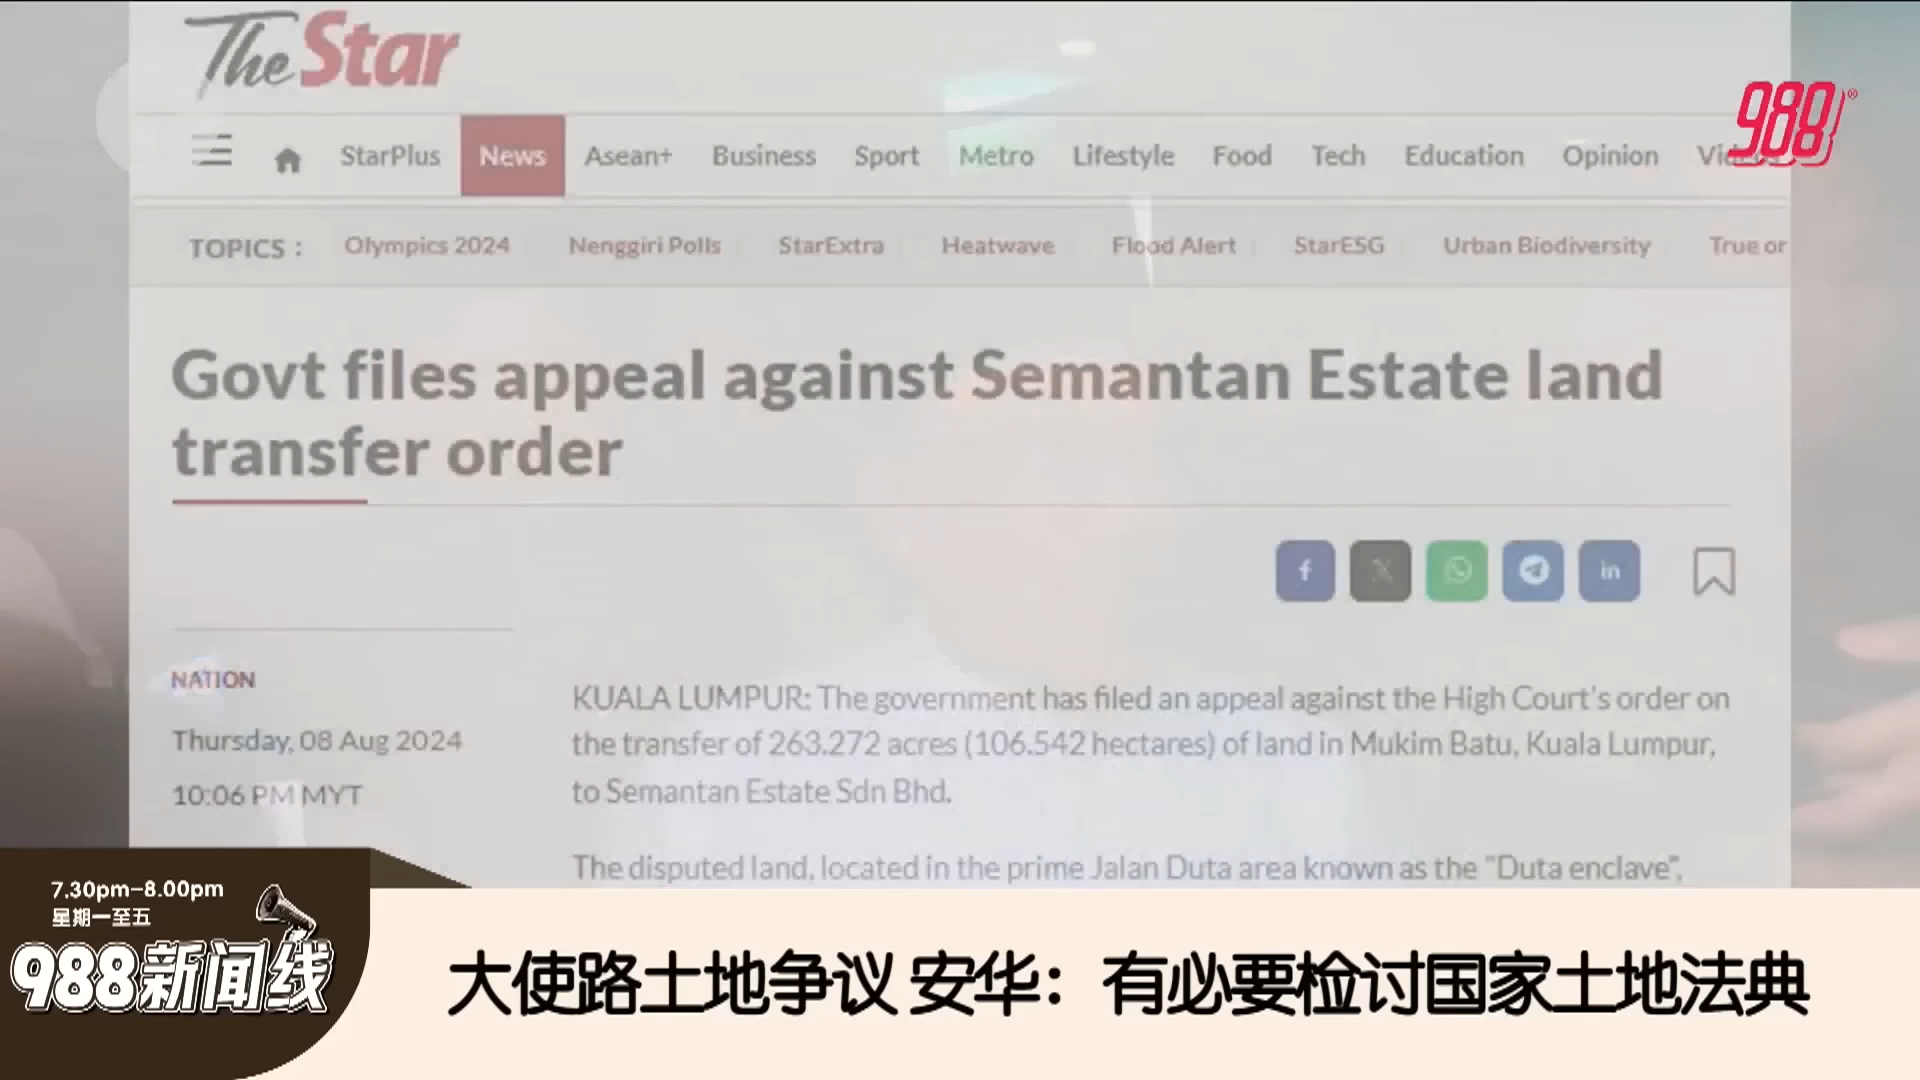 The Star
988
StarPlus News Asean+ Business Sport Metro Lifestyle Food Tech Education Opinion
TOPICS : Olympics 2024 Nenggiri Polls StarExtra Heatwave Flood Alert StarESG Urban Biodiversity True or
Govt files appeal against Semantan Estate land
transfer order
NATION
Thursday, 08 Aug 2024
10:06 PM MYT
KUALA LUMPUR: The government has filed an appeal against the High Court's order on
the transfer of 263.272 acres (106.542 hectares) of land in Mukim Batu, Kuala Lumpur,
to Semantan Estate Sdn Bhd.
The disputed land, located in the prime Jalan Duta area known as the "Duta enclave",
7.30pm-8.00pm
星期一至五
988新闻线
大使路土地争议 安华：有必要检讨国家土地法典